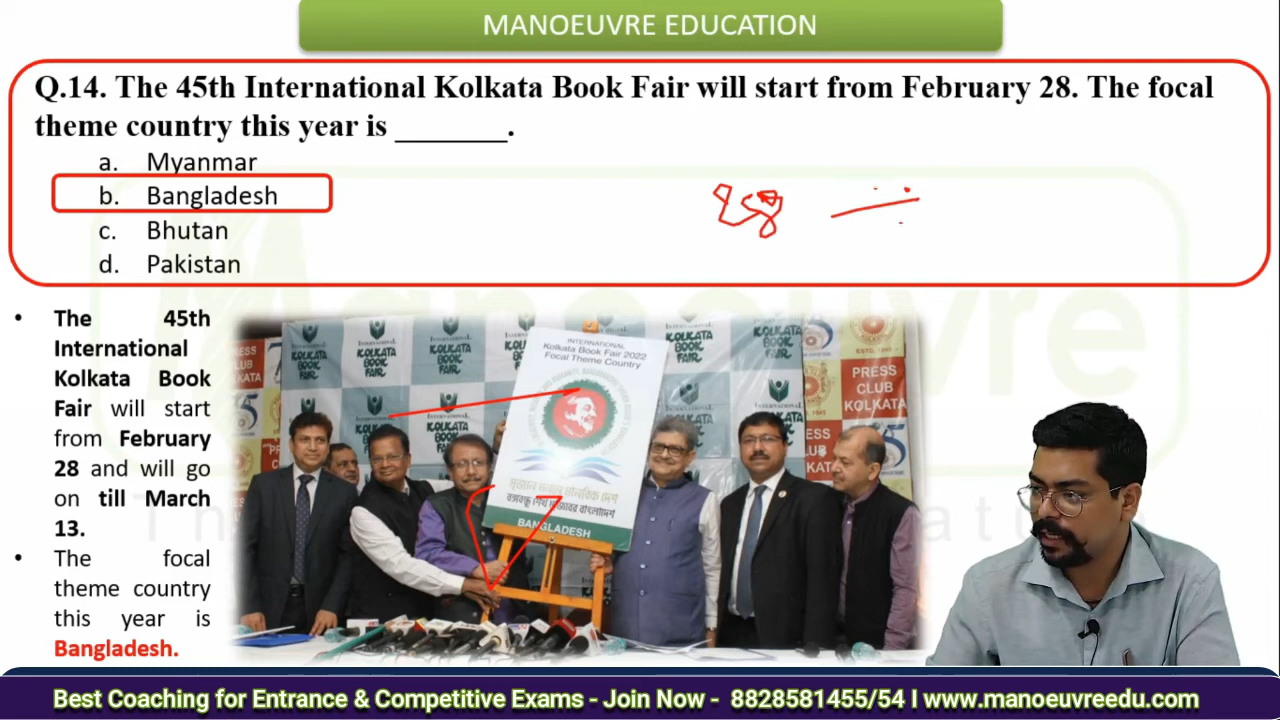 MANOEUVRE EDUCATION
Q.14. The 45th International Kolkata Book Fair will start from February 28. The focal
theme country this year is _______.
a. Myanmar
b. Bangladesh
c. Bhutan
d. Pakistan
• The 45th
International
Kolkata Book
Fair will start
from February
28 and will go
on till March
13.
• The focal
theme country
this year is
Bangladesh.
INTERNATIONAL
Kolkata Book Fair 2022
Focal Theme Country
BANGLADESH
INTERNATIONAL
KOLKATA
BOOK
FAIR
PRESS
CLUB
KOLKATA
Manoeuvre
Best Coaching for Entrance & Competitive Exams - Join Now - 8828581455/54 I www.manoeuvreedu.com